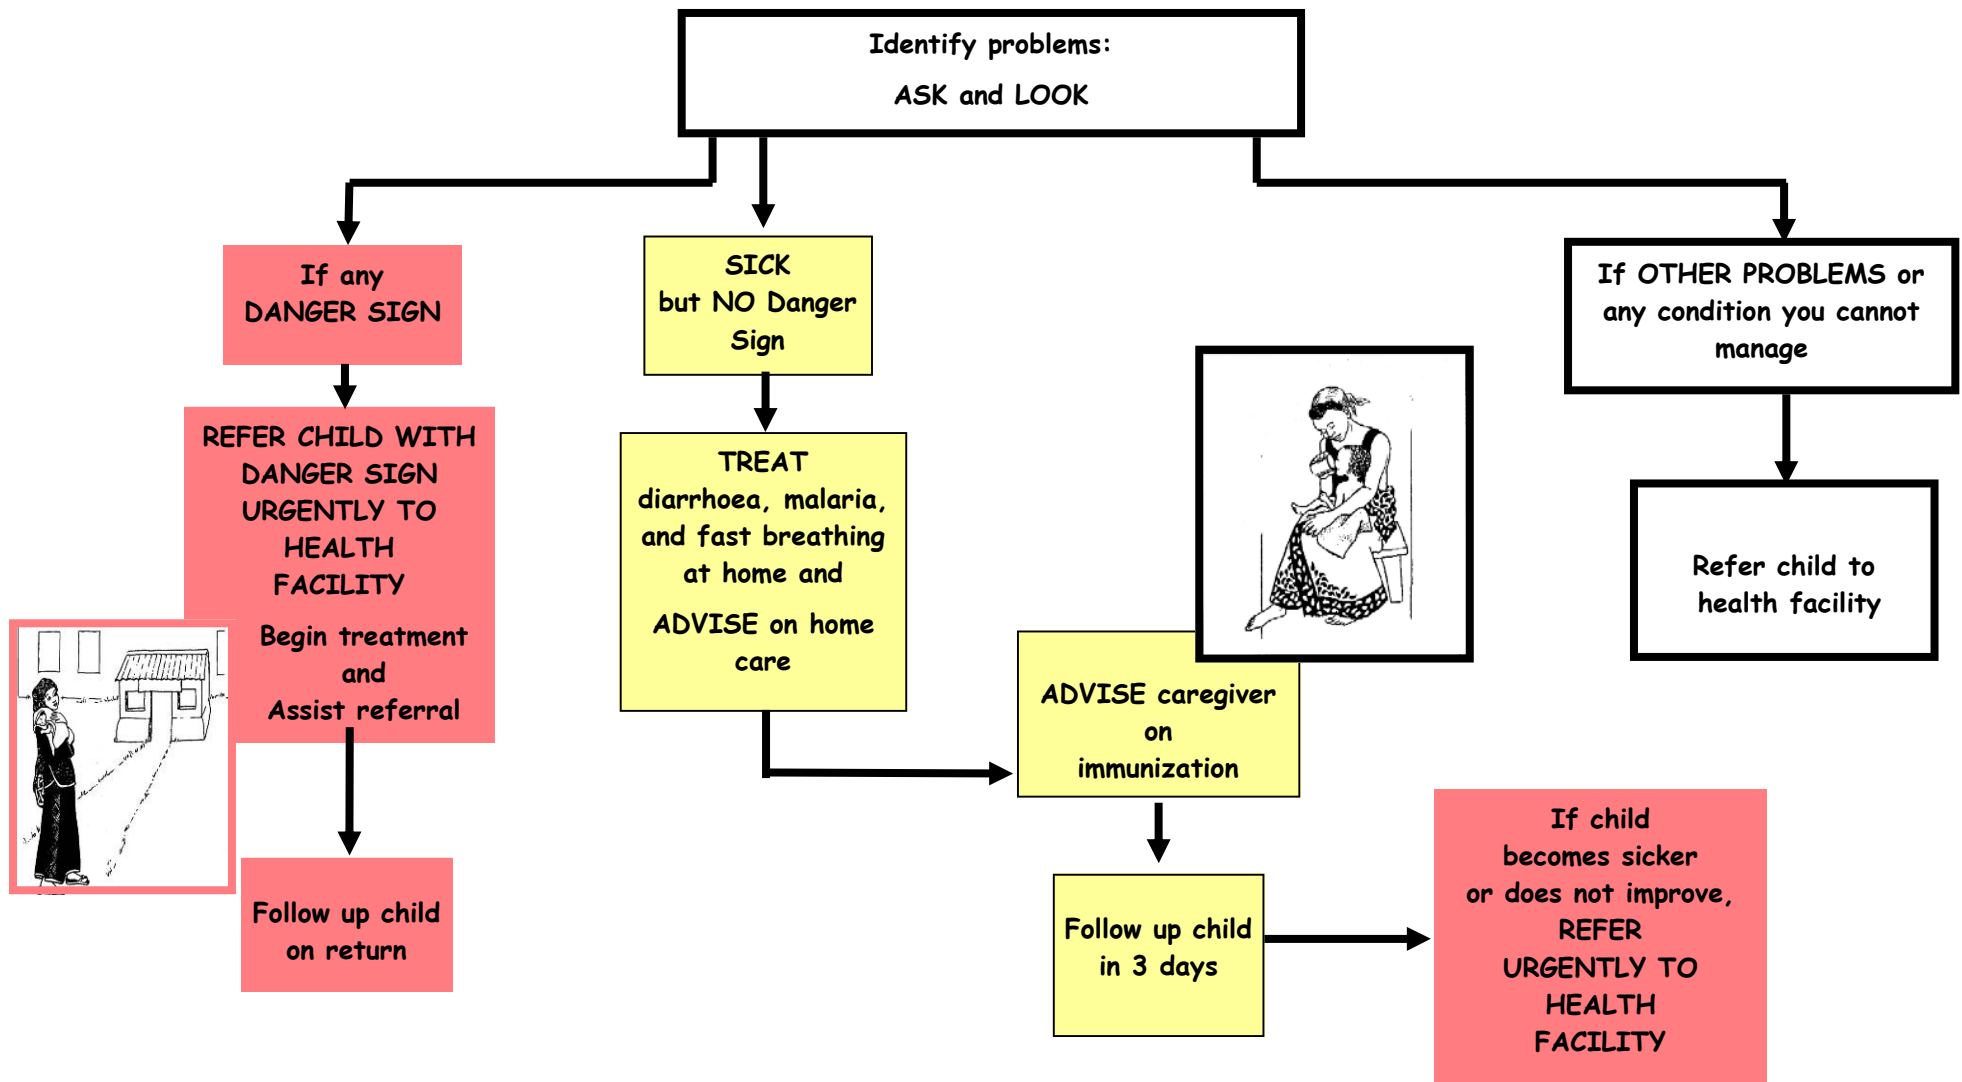 Identify problems:
ASK and LOOK
If any
DANGER SIGN
REFER CHILD WITH
DANGER SIGN
URGENTLY TO
HEALTH
FACILITY
Begin treatment
and
Assist referral
Follow up child
on return
SICK
but NO Danger
Sign
TREAT
diarrhoea, malaria,
and fast breathing
at home and
ADVISE on home
care
ADVISE caregiver
on
immunization
Follow up child
in 3 days
If child
becomes sicker
or does not improve,
REFER
URGENTLY TO
HEALTH
FACILITY
If OTHER PROBLEMS or
any condition you cannot
manage
Refer child to
health facility